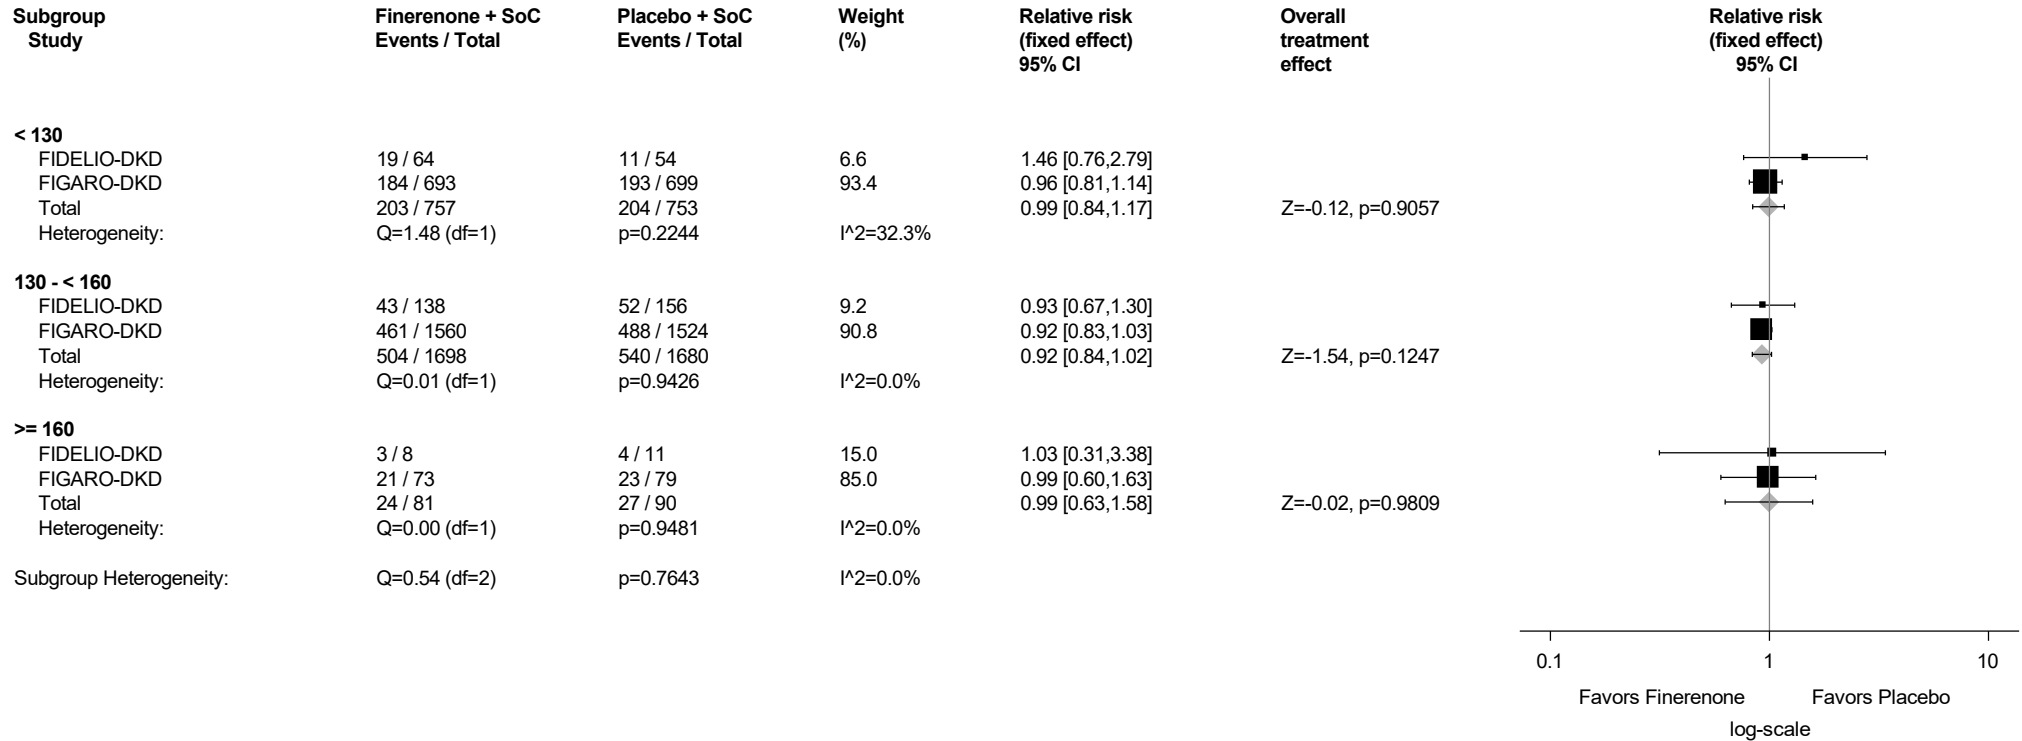 Subgroup Finerenone + SoC Placebo + SoC Weight Relative risk Overall Relative risk
Study Events / Total Events / Total (%) (fixed effect) treatment (fixed effect)
95% CI effect 95% CI
< 130
FIDELIO-DKD 19 / 64 11 / 54 6.6 1.46 [0.76,2.79]
FIGARO-DKD 184 / 693 193 / 699 93.4 0.96 [0.81,1.14]
Total 203 / 757 204 / 753 0.99 [0.84,1.17] Z=-0.12, p=0.9057
Heterogeneity: Q=1.48 (df=1) p=0.2244 I^2=32.3%
130 - < 160
FIDELIO-DKD 43 / 138 52 / 156 9.2 0.93 [0.67,1.30]
FIGARO-DKD 461 / 1560 488 / 1524 90.8 0.92 [0.83,1.03]
Total 504 / 1698 540 / 1680 0.92 [0.84,1.02] Z=-1.54, p=0.1247
Heterogeneity: Q=0.01 (df=1) p=0.9426 I^2=0.0%
>= 160
FIDELIO-DKD 3 / 8 4 / 11 15.0 1.03 [0.31,3.38]
FIGARO-DKD 21 / 73 23 / 79 85.0 0.99 [0.60,1.63]
Total 24 / 81 27 / 90 0.99 [0.63,1.58] Z=-0.02, p=0.9809
Heterogeneity: Q=0.00 (df=1) p=0.9481 I^2=0.0%
Subgroup Heterogeneity: Q=0.54 (df=2) p=0.7643 I^2=0.0%
0.1 1 10
Favors Finerenone Favors Placebo
log-scale